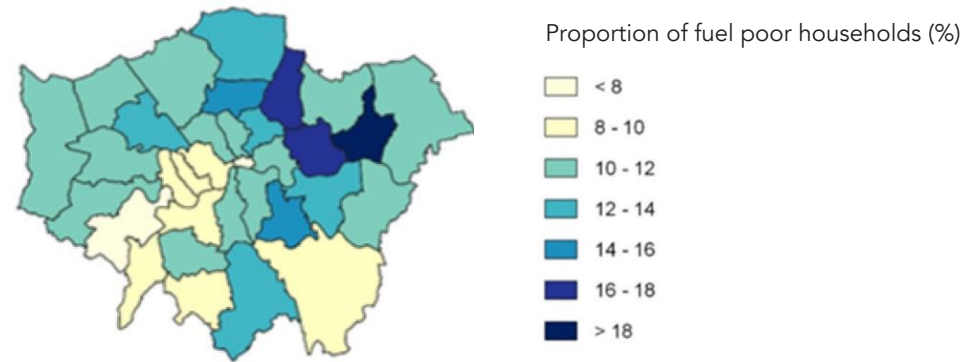 Proportion of fuel poor households (%)
< 8
8 - 10
10 - 12
12 - 14
14 - 16
16 - 18
> 18